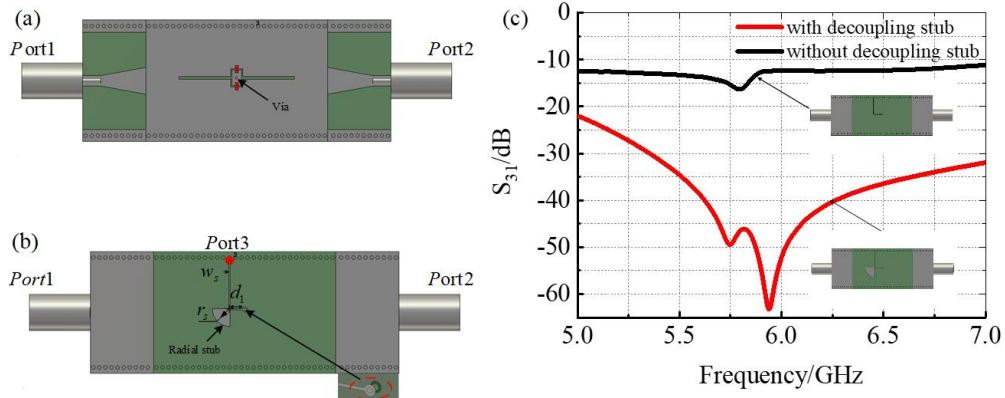 (a)
Port1
Port2
Via
(b)
Port3
Port1
Port2
wₛ
d₁
rₛ
Radial stub
(c)
with decoupling stub
without decoupling stub
S₃₁/dB
0
-10
-20
-30
-40
-50
-60
5.0 5.5 6.0 6.5 7.0
Frequency/GHz